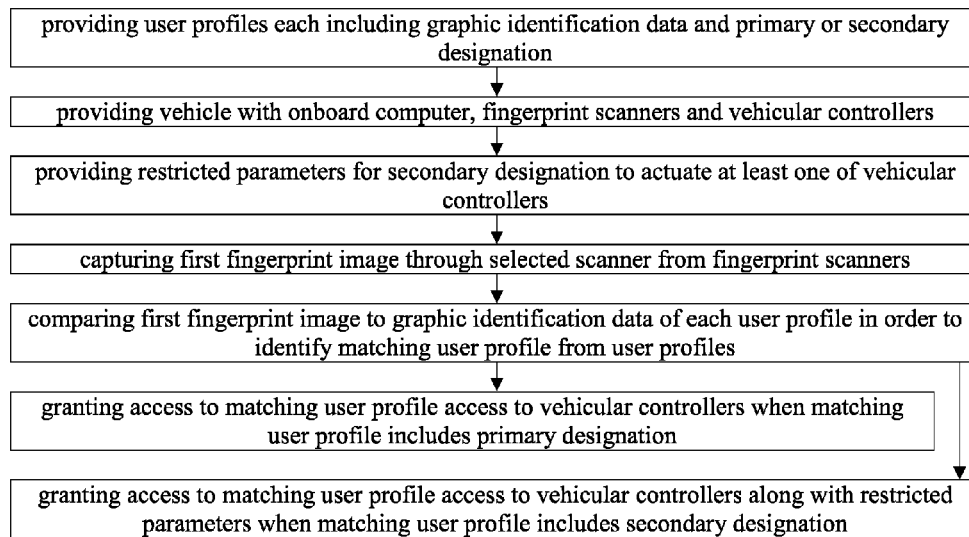 providing user profiles each including graphic identification data and primary or secondary
designation
providing vehicle with onboard computer, fingerprint scanners and vehicular controllers
providing restricted parameters for secondary designation to actuate at least one of vehicular
controllers
capturing first fingerprint image through selected scanner from fingerprint scanners
comparing first fingerprint image to graphic identification data of each user profile in order to
identify matching user profile from user profiles
granting access to matching user profile access to vehicular controllers when matching
user profile includes primary designation
granting access to matching user profile access to vehicular controllers along with restricted
parameters when matching user profile includes secondary designation